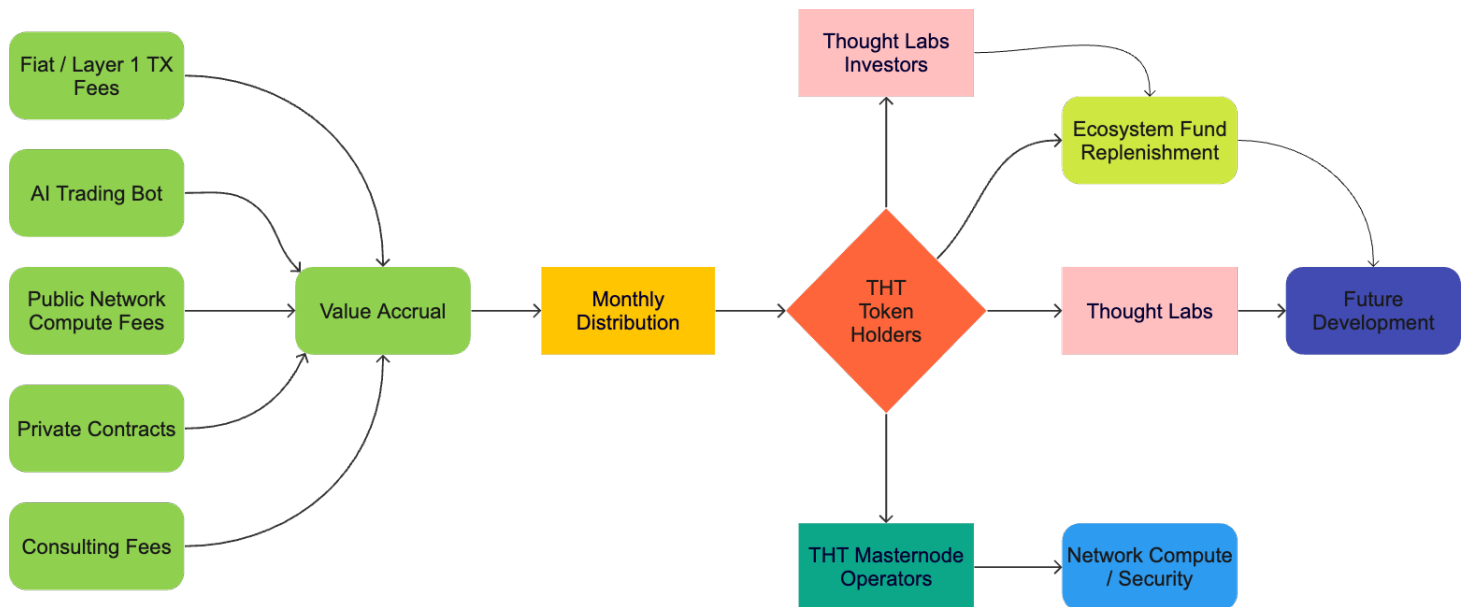 Fiat / Layer 1 TX
Fees
AI Trading Bot
Public Network
Compute Fees
Private Contracts
Consulting Fees
Value Accrual
Monthly
Distribution
THT
Token
Holders
Thought Labs
Investors
Ecosystem Fund
Replenishment
Thought Labs
Future
Development
THT Masternode
Operators
Network Compute
/ Security